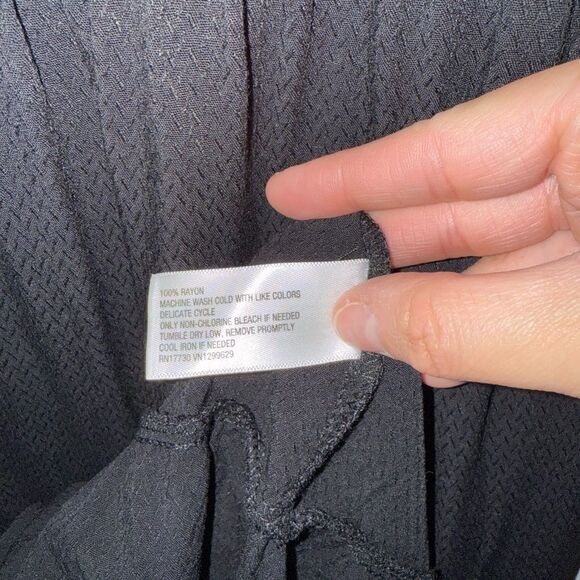 100% RAYON
MACHINE WASH COLD WITH LIKE COLORS
DELICATE CYCLE
ONLY NON-CHLORINE BLEACH IF NEEDED
TUMBLE DRY LOW, REMOVE PROMPTLY
COOL IRON IF NEEDED
RN17730 VN1299629